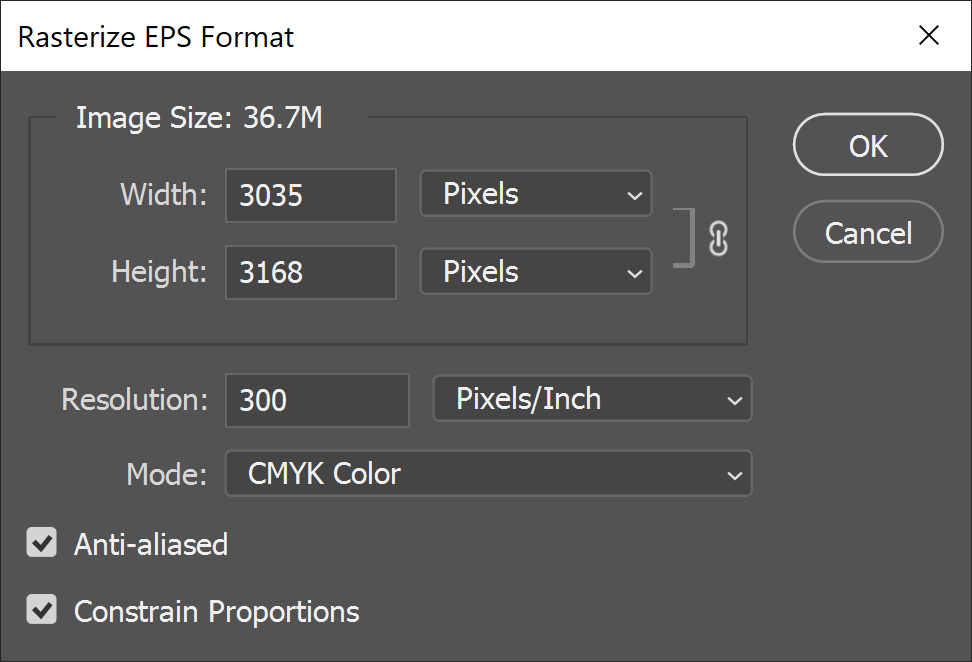 Rasterize EPS Format
Image Size: 36.7M
Width: 3035 Pixels
Height: 3168 Pixels
OK
Cancel
Resolution: 300 Pixels/Inch
Mode: CMYK Color
Anti-aliased
Constrain Proportions